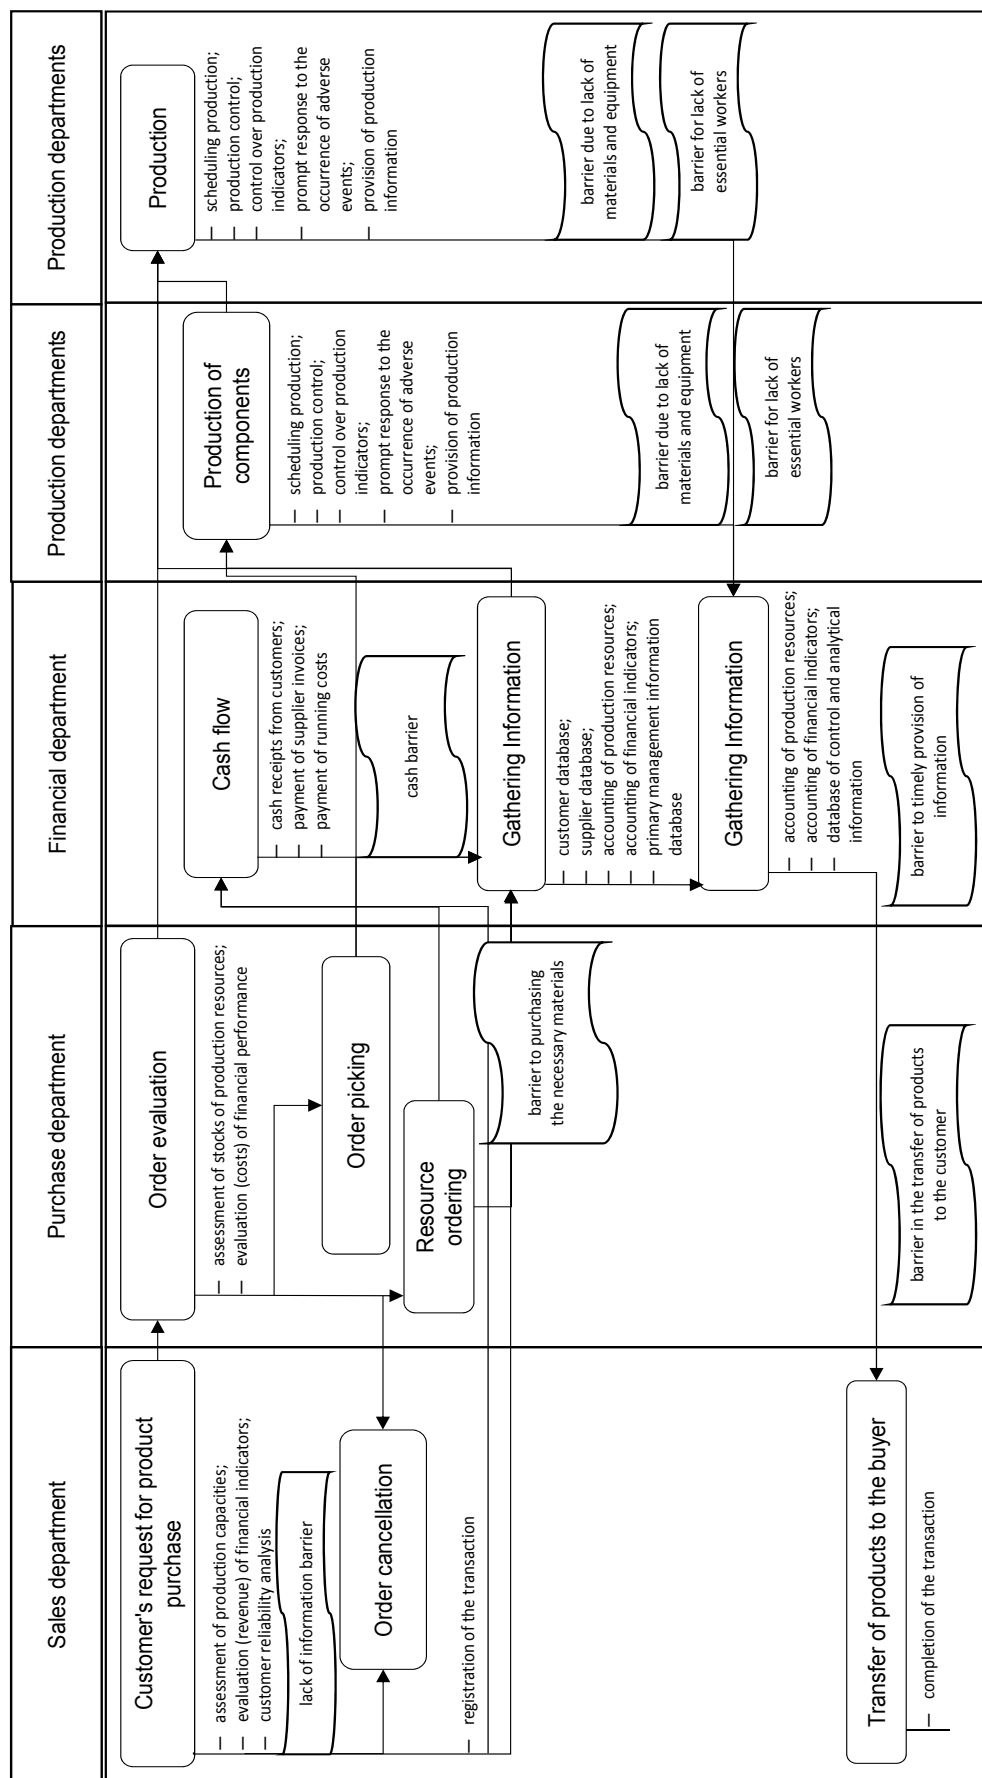 Sales department
Purchase department
Financial department
Production departments
Production departments
Customer's request for product
purchase
— assessment of production capacities;
— evaluation (revenue) of financial indicators;
— customer reliability analysis
lack of information barrier
Order cancellation
— registration of the transaction
Transfer of products to the buyer
— completion of the transaction
Order evaluation
— assessment of stocks of production resources;
— evaluation (costs) of financial performance
Order picking
Resource
ordering
barrier to purchasing
the necessary materials
barrier in the transfer of products
to the customer
Cash flow
— cash receipts from customers;
— payment of supplier invoices;
— payment of running costs
cash barrier
Gathering Information
— customer database;
— supplier database;
— accounting of production resources;
— accounting of financial indicators;
— primary management information
database
Gathering Information
— accounting of production resources;
— accounting of financial indicators;
— database of control and analytical
information
barrier to timely provision of
information
Production of
components
— scheduling production;
— production control;
— control over production
indicators;
— prompt response to the
occurrence of adverse
events;
— provision of production
information
barrier due to lack of
materials and equipment
barrier for lack of
essential workers
Production
— scheduling production;
— production control;
— control over production
indicators;
— prompt response to the
occurrence of adverse
events;
— provision of production
information
barrier due to lack of
materials and equipment
barrier for lack of
essential workers